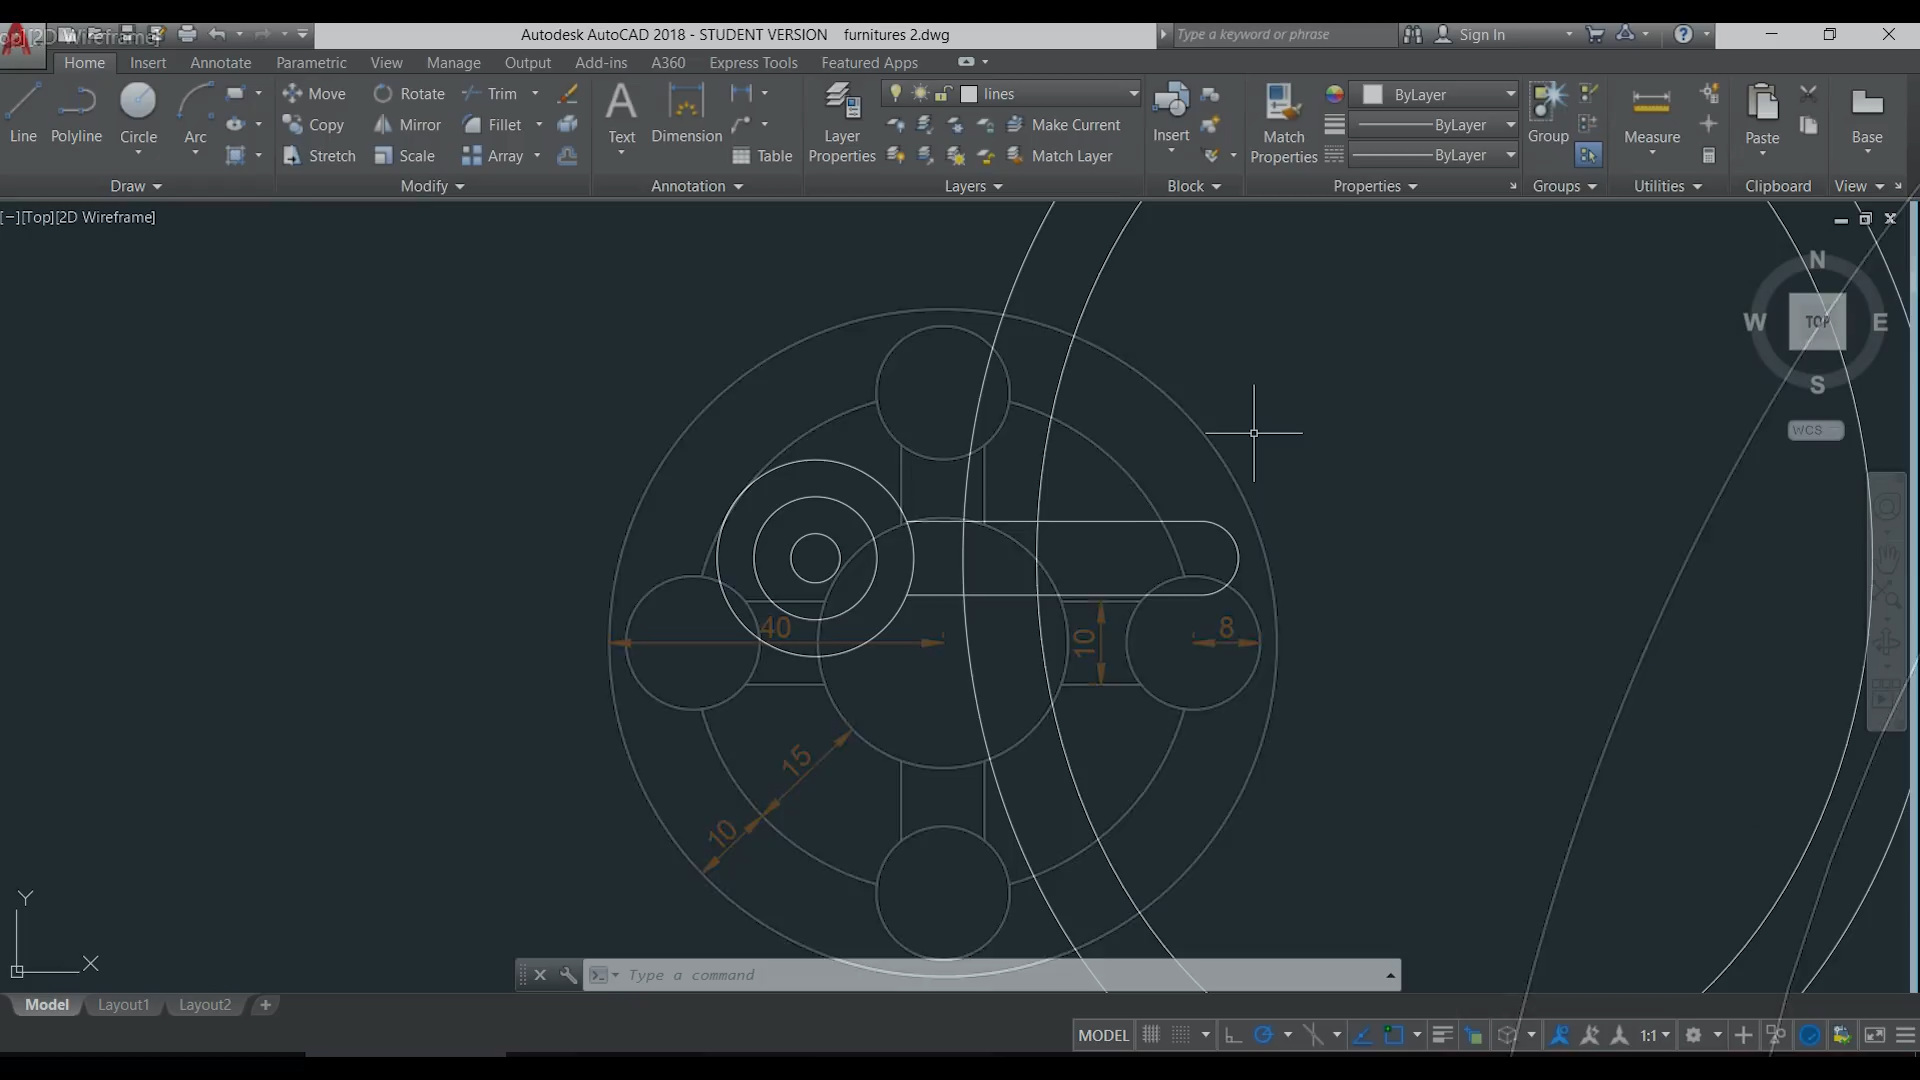 op][2D Wireframe]
Autodesk AutoCAD 2018 - STUDENT VERSION furnitures 2.dwg
Type a keyword or phrase
Sign In
Home Insert Annotate Parametric View Manage Output Add-ins A360 Express Tools Featured Apps
Line Polyline Circle Arc
Move Rotate Trim
Copy Mirror Fillet
Stretch Scale Array
Text Dimension Table
Layer Properties
lines
Make Current
Match Layer
Insert
Match Properties
ByLayer
ByLayer
ByLayer
Group Measure Paste Base
Draw Modify Annotation Layers Block Properties Groups Utilities Clipboard View
[−][Top][2D Wireframe]
N
W TOP E
S
WCS
40 10 8
15
10
Y
X
Type a command
Model Layout1 Layout2 +
MODEL 1:1